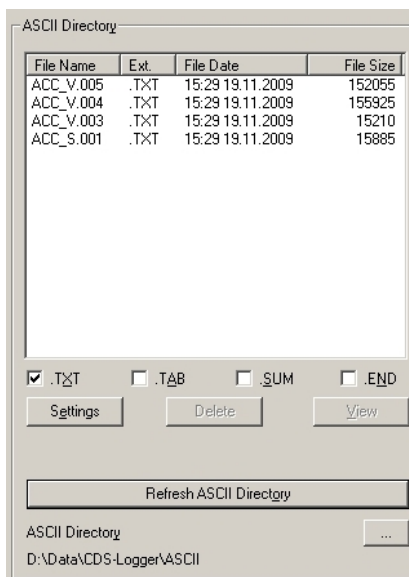 ASCII Directory
File Name Ext. File Date File Size
ACC_V.005 .TXT 15:29 19.11.2009 152055
ACC_V.004 .TXT 15:29 19.11.2009 155925
ACC_V.003 .TXT 15:29 19.11.2009 15210
ACC_S.001 .TXT 15:29 19.11.2009 15885
.TXT .TAB .SUM .END
Settings Delete View
Refresh ASCII Directory
ASCII Directory ...
D:\Data\CDS-Logger\ASCII